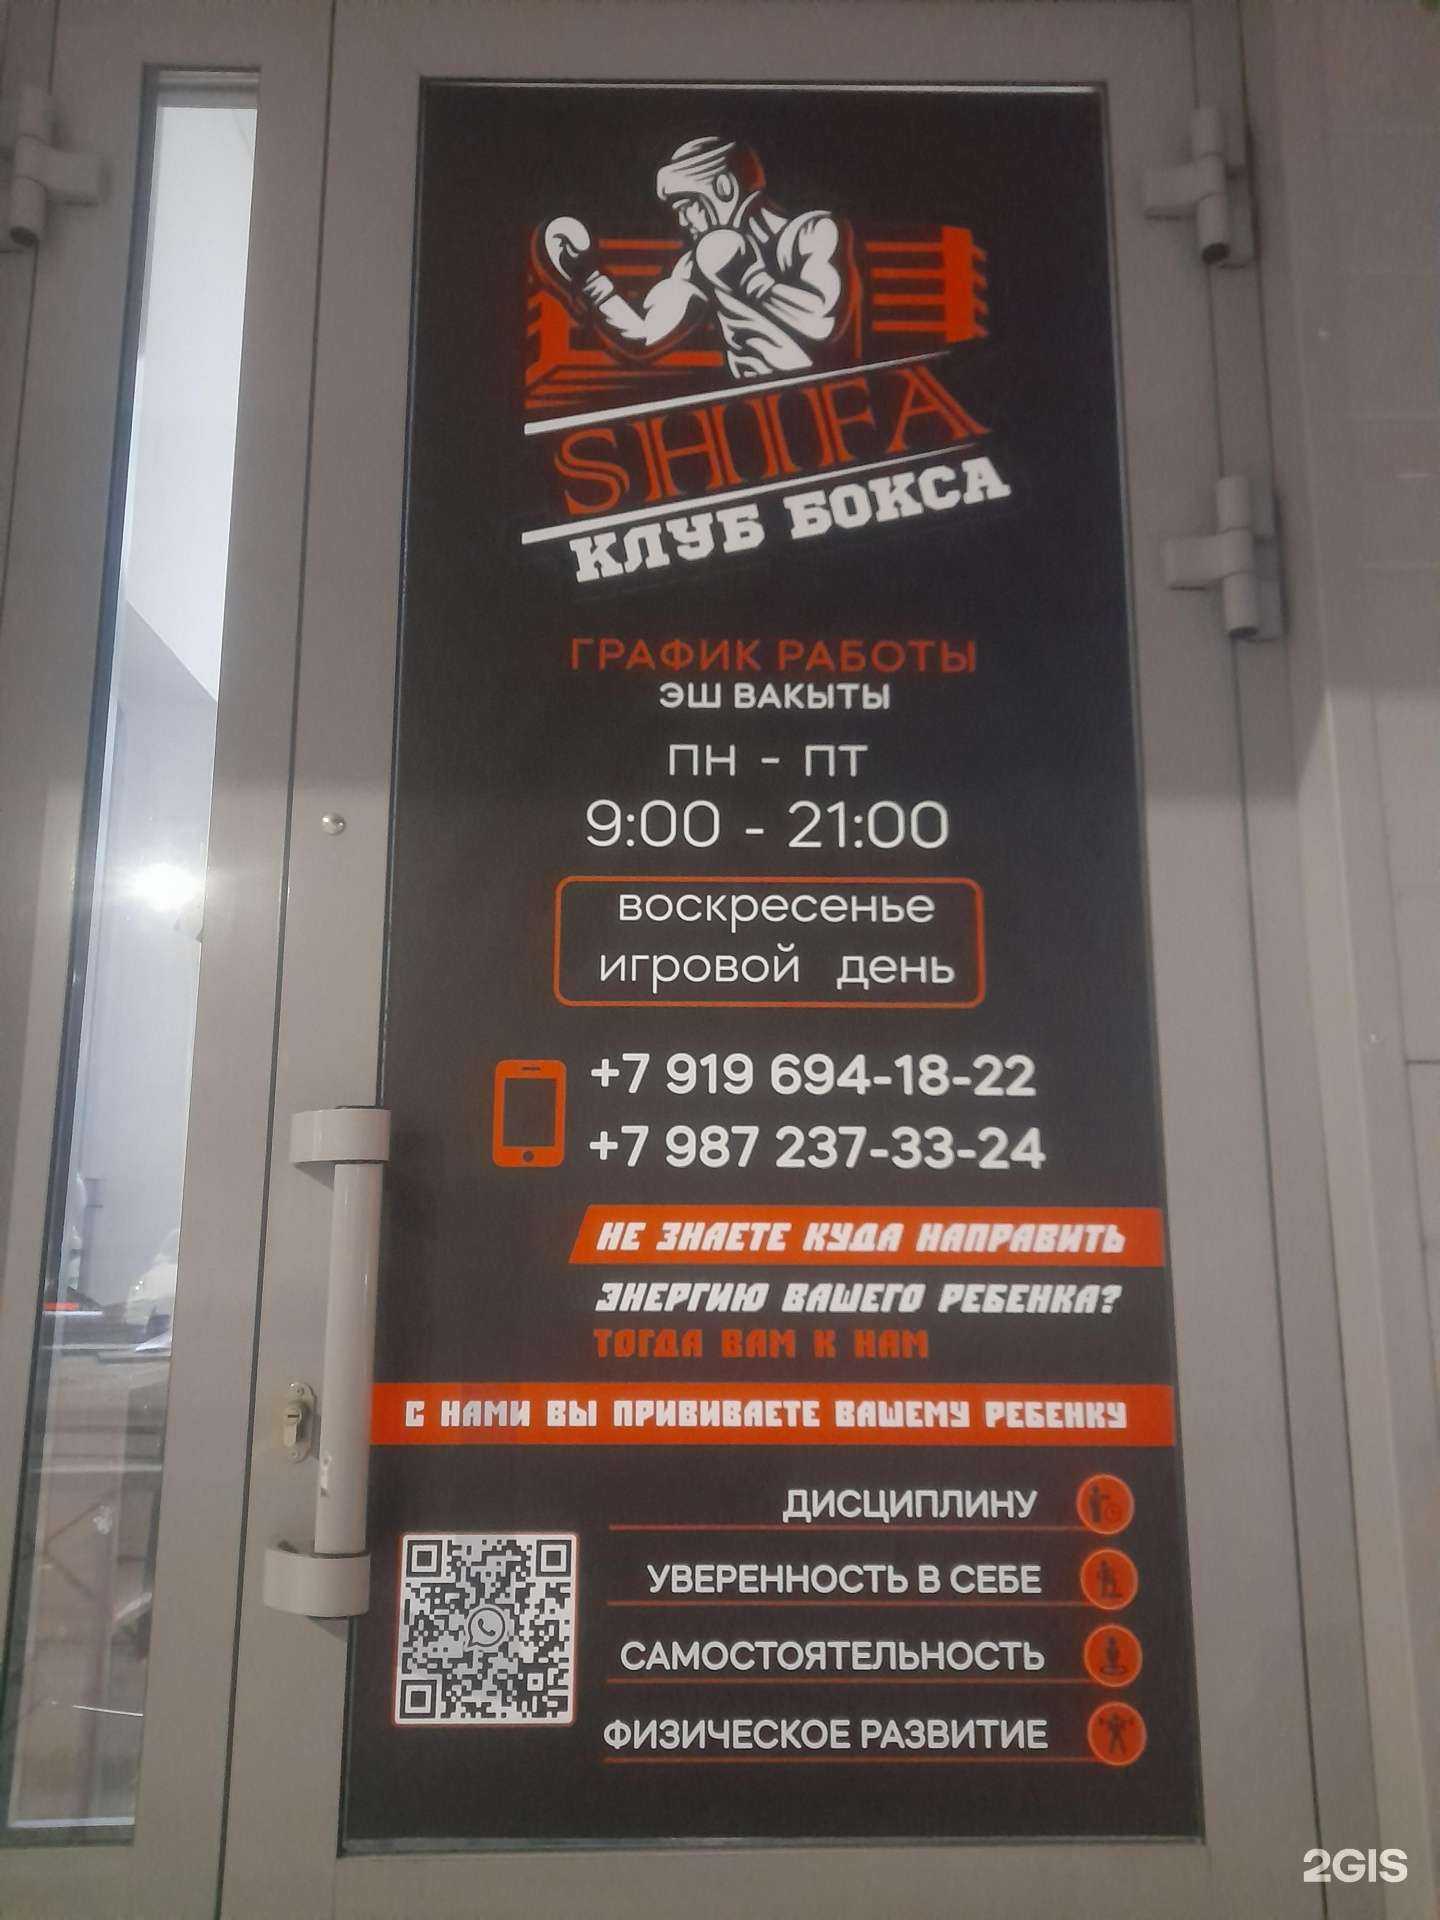 SHIFA
КЛУБ БОКСА
ГРАФИК РАБОТЫ
ЭШ ВАКЫТЫ
ПН - ПТ
9:00 - 21:00
воскресенье
игровой день
+7 919 694-18-22
+7 987 237-33-24
НЕ ЗНАЕТЕ КУДА НАПРАВИТЬ
ЭНЕРГИЮ ВАШЕГО РЕБЕНКА?
ТОГДА ВАМ К НАМ
С НАМИ ВЫ ПРИВИВАЕТЕ ВАШЕМУ РЕБЕНКУ
ДИСЦИПЛИНУ
УВЕРЕННОСТЬ В СЕБЕ
САМОСТОЯТЕЛЬНОСТЬ
ФИЗИЧЕСКОЕ РАЗВИТИЕ
2GIS